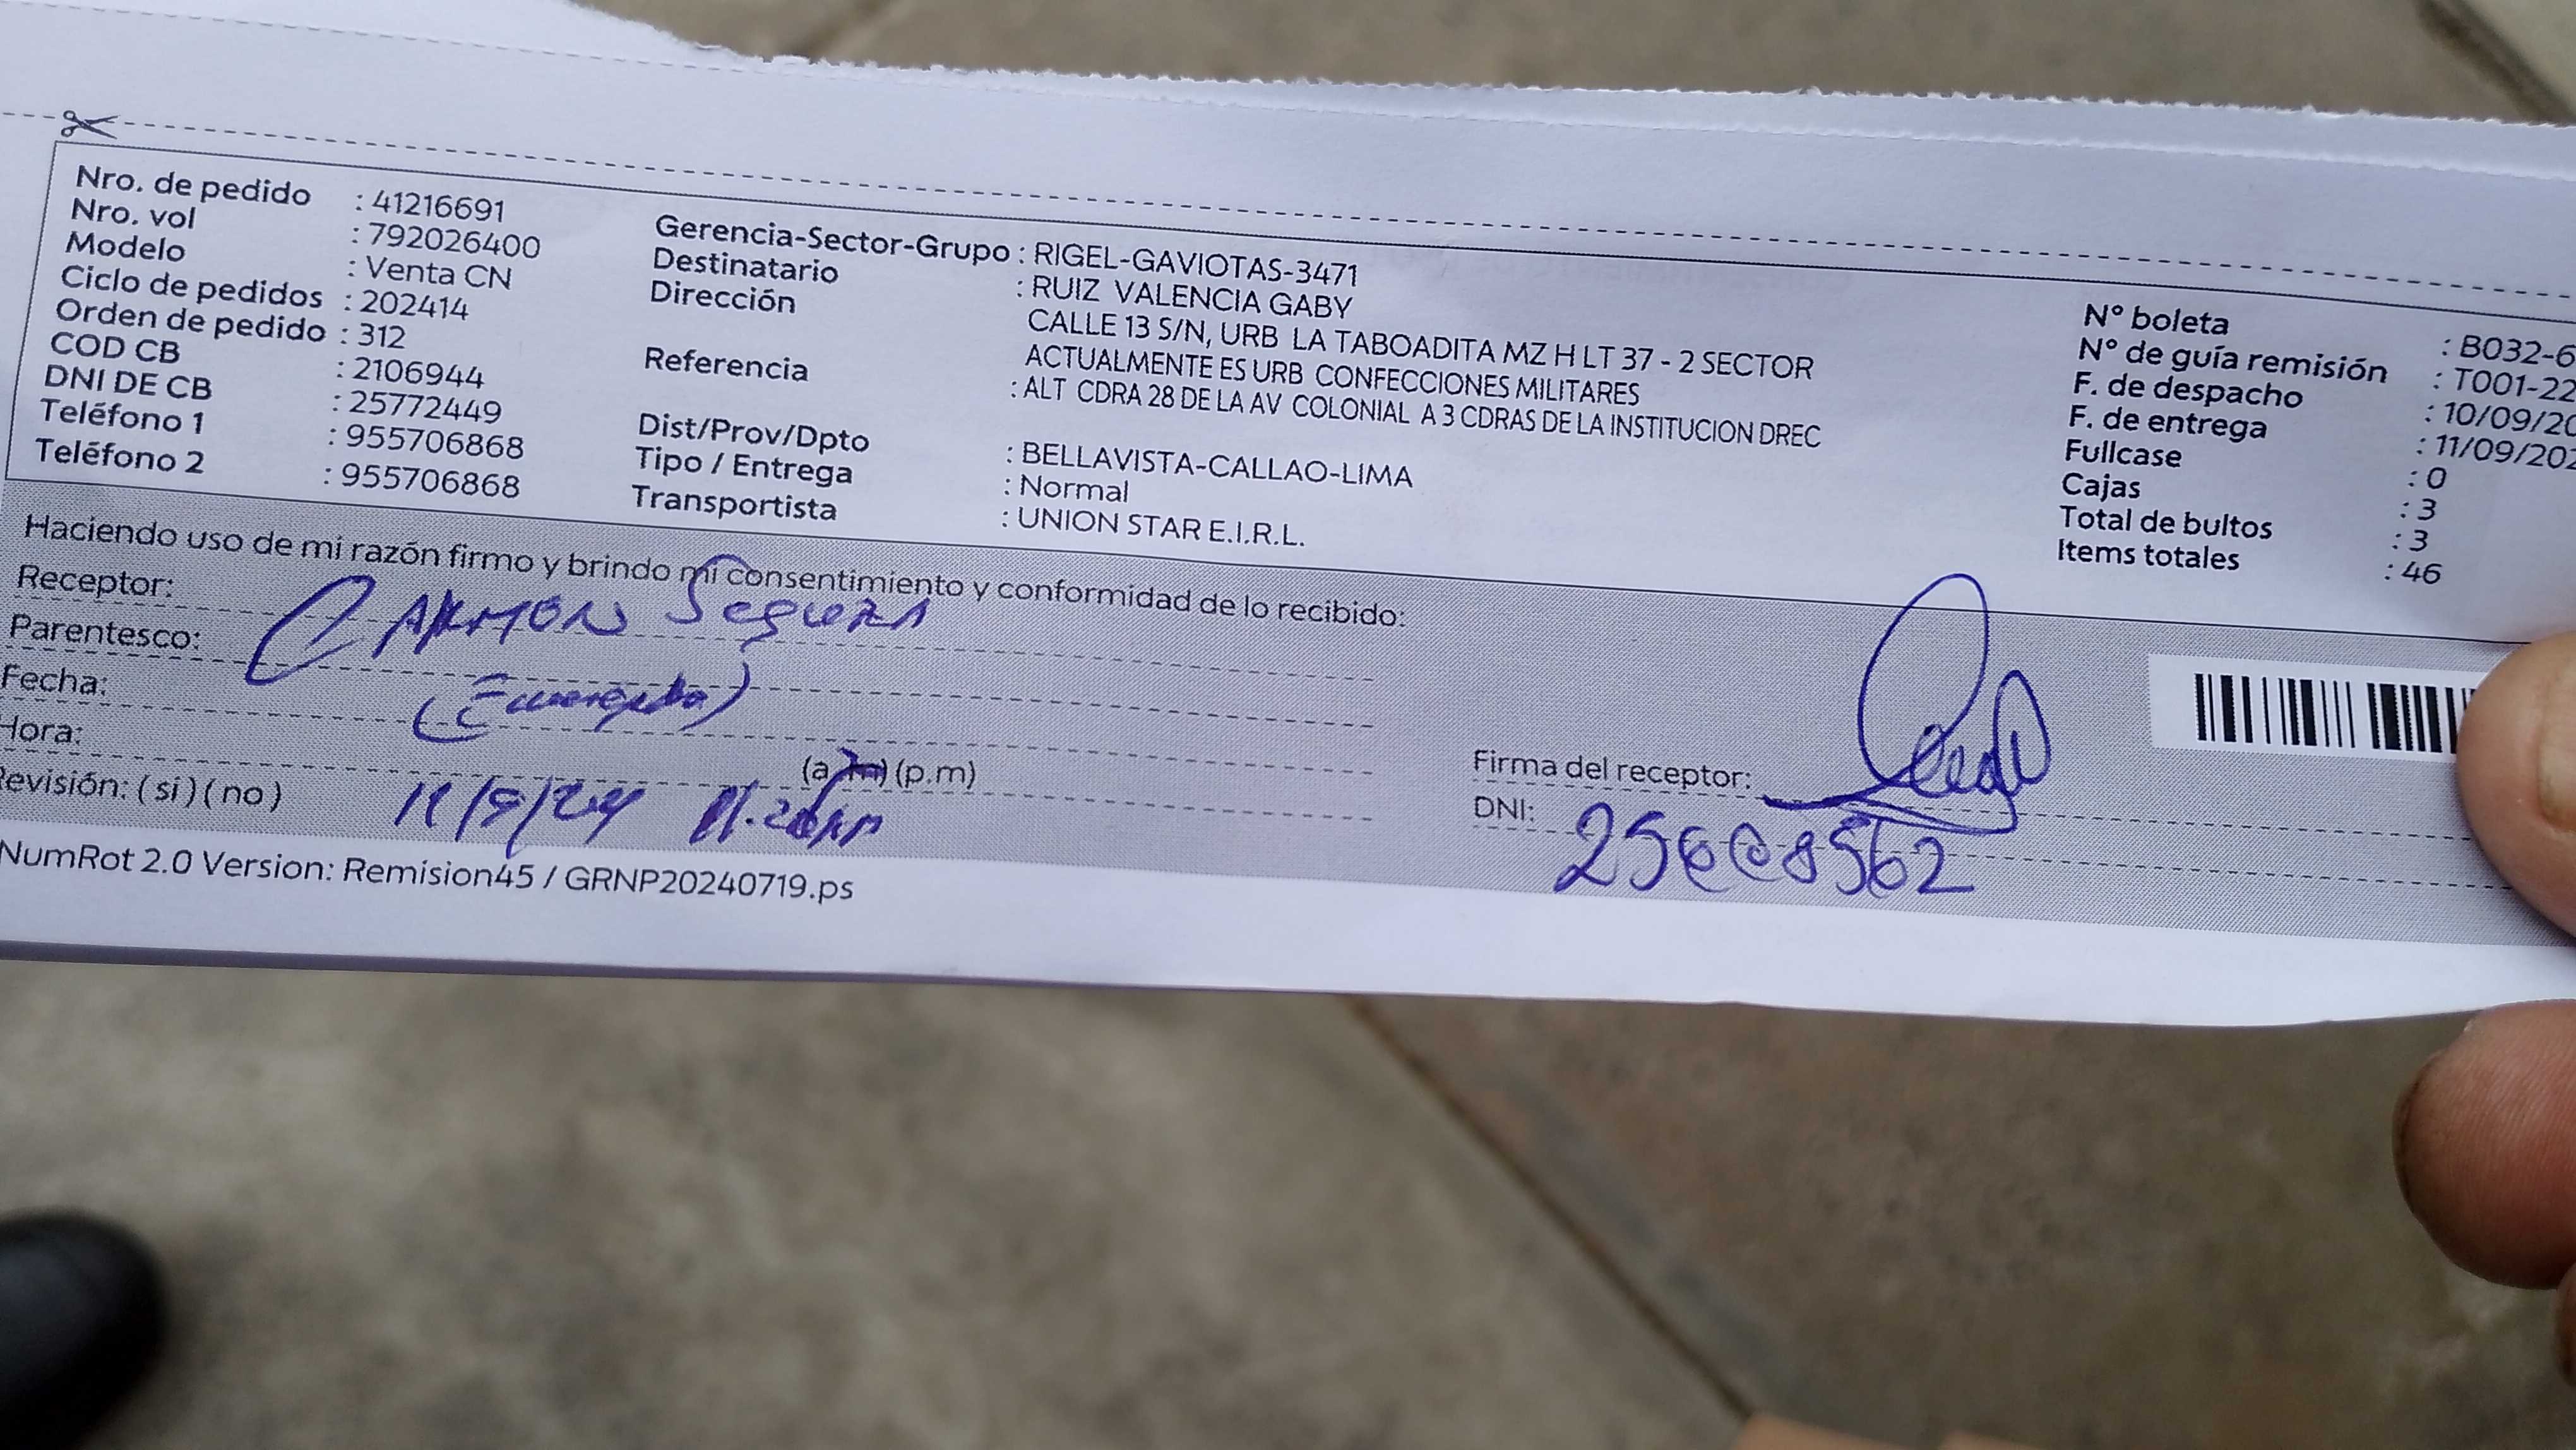 Nro. de pedido : 41216691
Nro. vol : 792026400
Modelo : Venta CN
Ciclo de pedidos : 202414
Orden de pedido : 312
COD CB : 2106944
DNI DE CB : 25772449
Teléfono 1 : 955706868
Teléfono 2 : 955706868
Gerencia-Sector-Grupo : RIGEL-GAVIOTAS-3471
Destinatario : RUIZ VALENCIA GABY
Dirección : CALLE 13 S/N, URB LA TABOADITA MZ H LT 37 - 2 SECTOR
ACTUALMENTE ES URB CONFECCIONES MILITARES
Referencia : ALT CDRA 28 DE LA AV COLONIAL A 3 CDRAS DE LA INSTITUCION DREC
Dist/Prov/Dpto : BELLAVISTA-CALLAO-LIMA
Tipo / Entrega : Normal
Transportista : UNION STAR E.I.R.L.
N° boleta : B032-6
N° de guía remisión : T001-22
F. de despacho : 10/09/20
F. de entrega : 11/09/202
Fullcase : 0
Cajas : 3
Total de bultos : 3
Items totales : 46
Haciendo uso de mi razón firmo y brindo mi consentimiento y conformidad de lo recibido:
Receptor: Segura
Parentesco:
Fecha:
Hora: (a.m) (p.m)
Revisión: ( si ) ( no )
Firma del receptor:
DNI:
NumRot 2.0 Version: Remision45 / GRNP20240719.ps